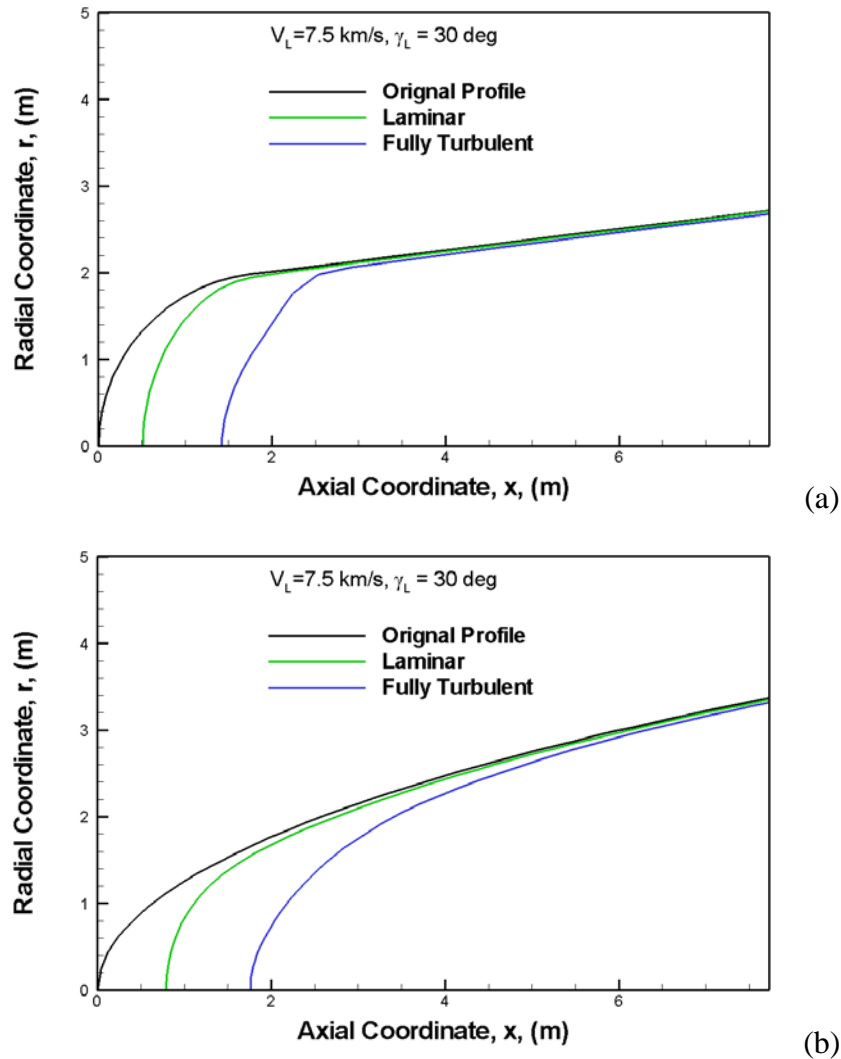 5
V_L=7.5 km/s, γ_L = 30 deg
Orignal Profile
Laminar
Fully Turbulent
4
3
2
1
0
Radial Coordinate, r, (m)
0 2 4 6
Axial Coordinate, x, (m)
(a)
5
V_L=7.5 km/s, γ_L = 30 deg
Orignal Profile
Laminar
Fully Turbulent
4
3
2
1
0
Radial Coordinate, r, (m)
0 2 4 6
Axial Coordinate, x, (m)
(b)